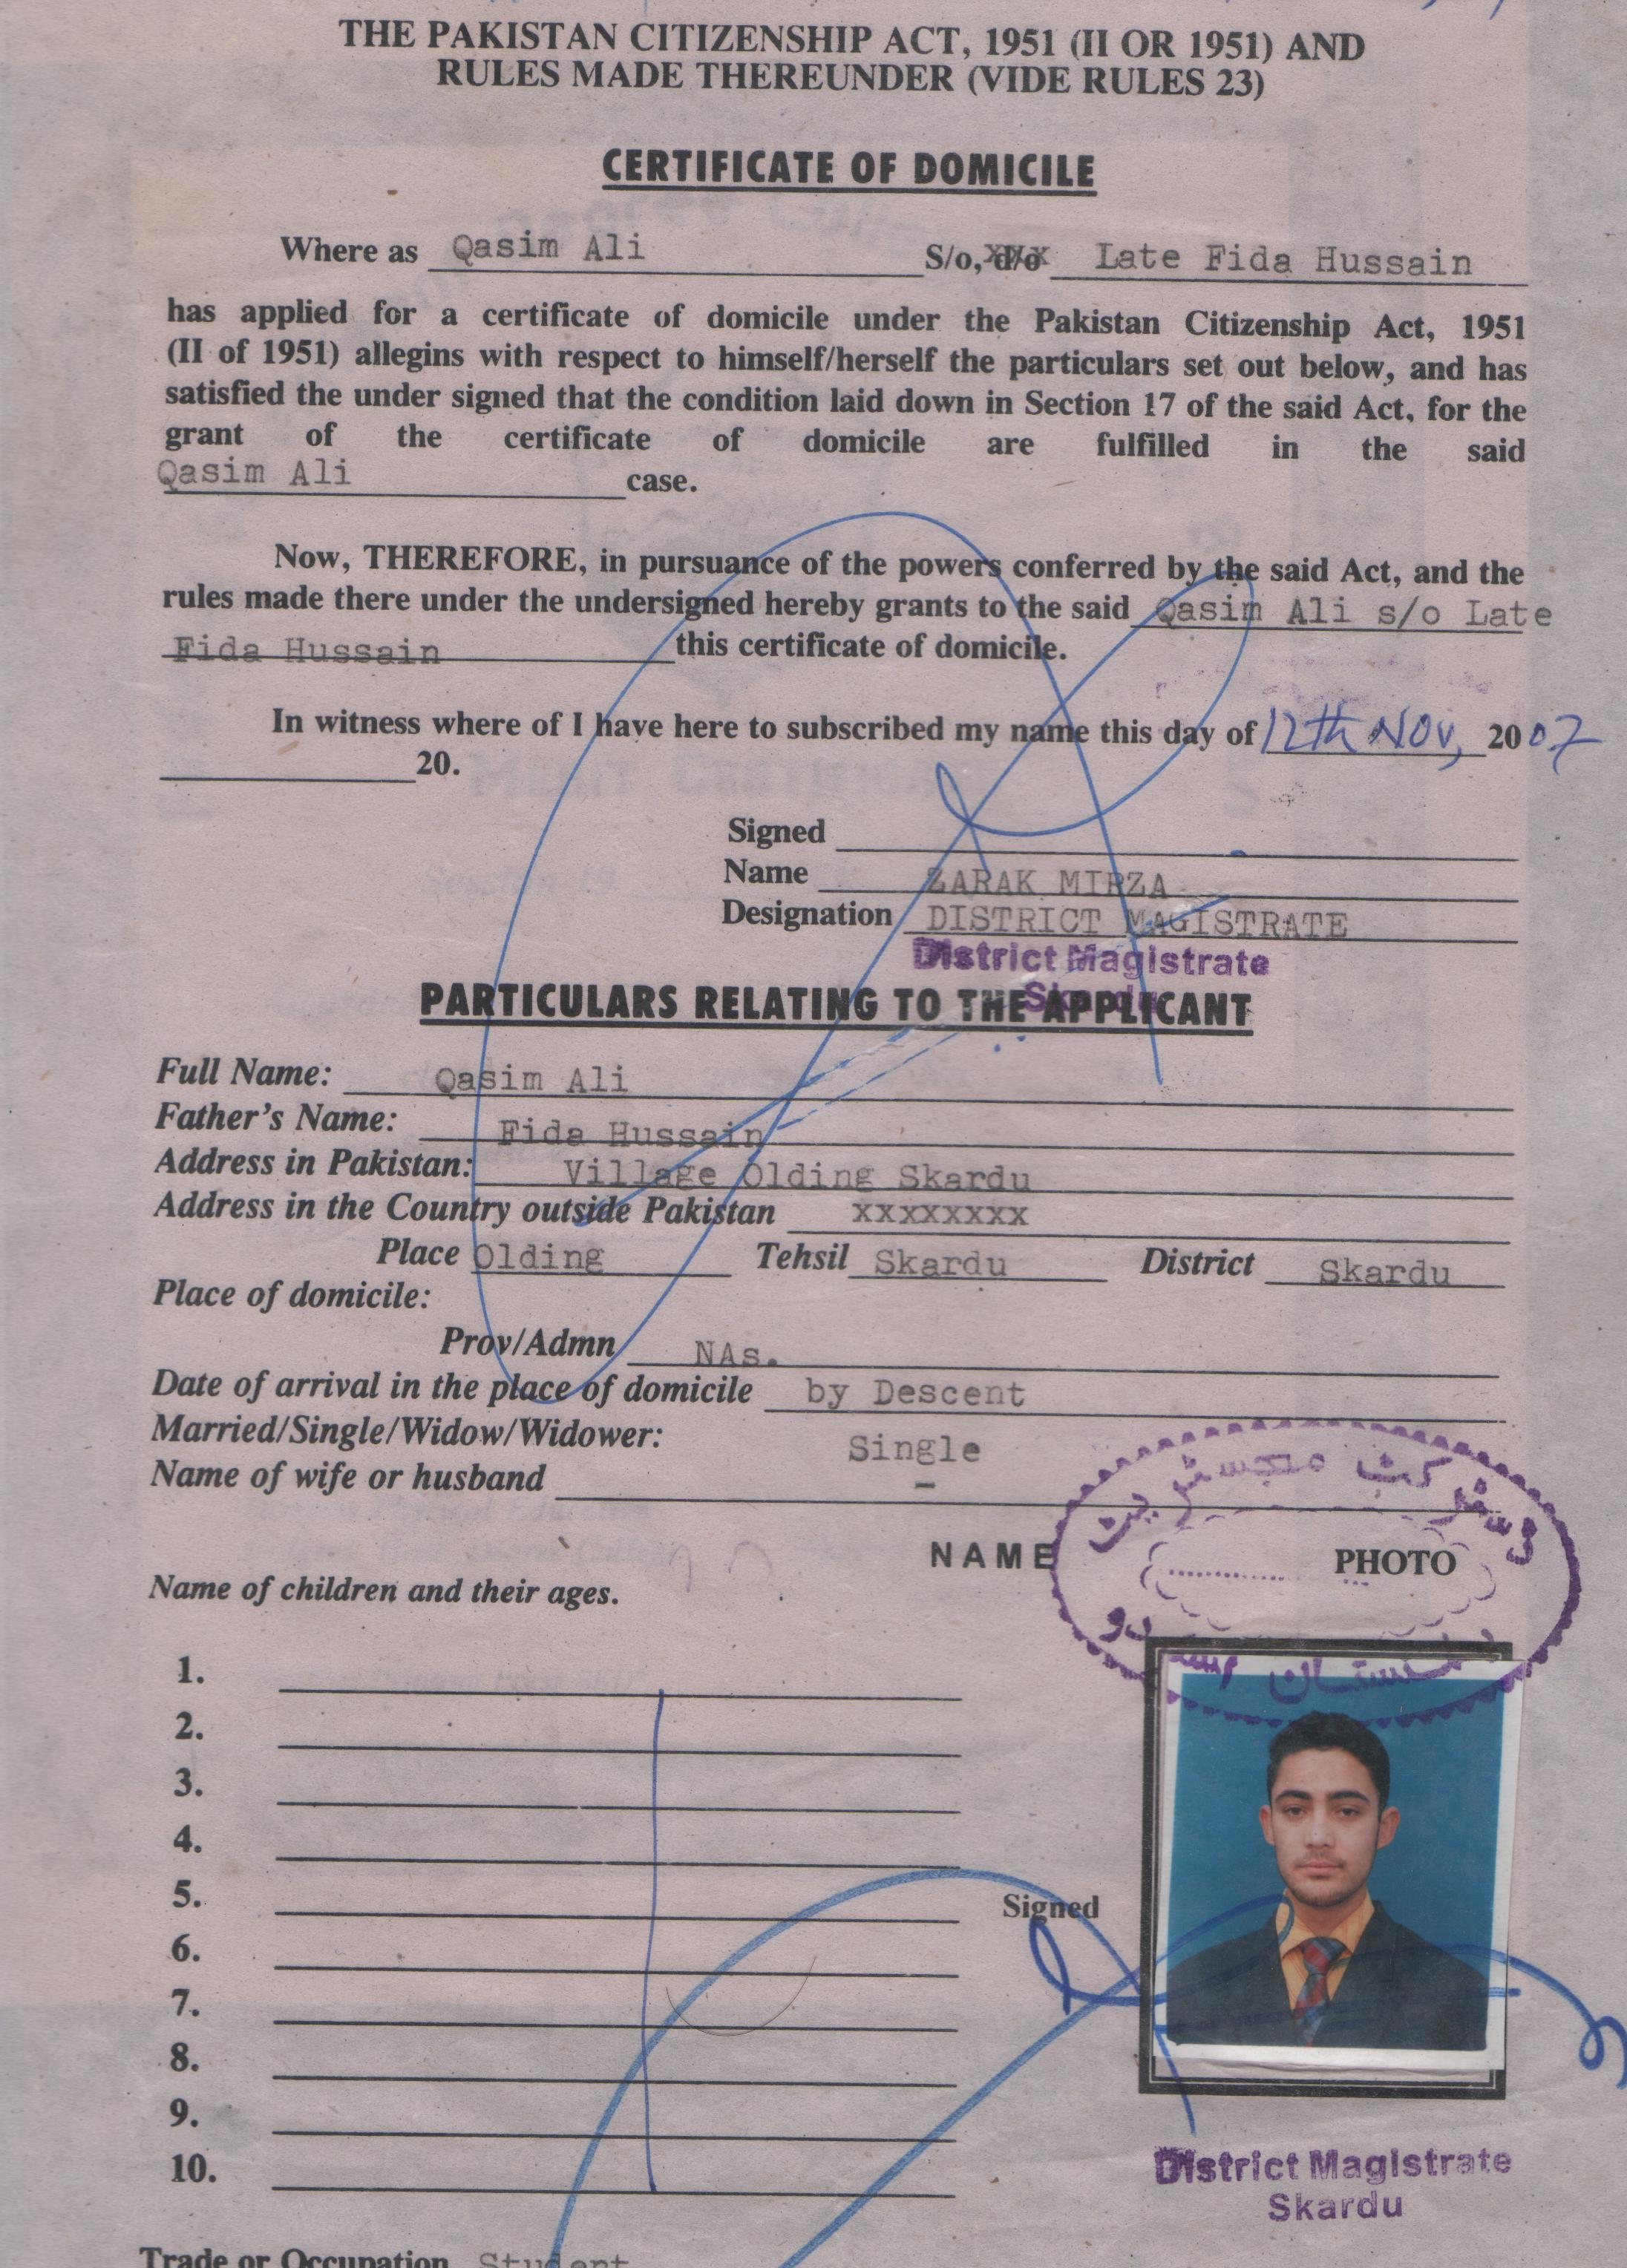 THE PAKISTAN CITIZENSHIP ACT, 1951 (II OR 1951) AND
RULES MADE THEREUNDER (VIDE RULES 23)
CERTIFICATE OF DOMICILE
Where as Qasim Ali S/o, d/o Late Fida Hussain
has applied for a certificate of domicile under the Pakistan Citizenship Act, 1951
(II of 1951) allegins with respect to himself/herself the particulars set out below, and has
satisfied the under signed that the condition laid down in Section 17 of the said Act, for the
grant of the certificate of domicile are fulfilled in the said
Qasim Ali case.
Now, THEREFORE, in pursuance of the powers conferred by the said Act, and the
rules made there under the undersigned hereby grants to the said Qasim Ali s/o Late
Fida Hussain this certificate of domicile.
In witness where of I have here to subscribed my name this day of 12th Nov, 2007
20.
Signed
Name ZARAK MIRZA
Designation DISTRICT MAGISTRATE
District Magistrate
Skardu
PARTICULARS RELATING TO THE APPLICANT
Full Name: Qasim Ali
Father's Name: Fida Hussain
Address in Pakistan: Village Olding Skardu
Address in the Country outside Pakistan xxxxxxxx
Place Olding Tehsil Skardu District Skardu
Place of domicile:
Prov/Admn NAs.
Date of arrival in the place of domicile by Descent
Married/Single/Widow/Widower: Single
Name of wife or husband -
ڈسٹرکٹ مجسٹریٹ
NAME PHOTO
Name of children and their ages.
بلتستان سکردو
1.
2.
3.
4.
5.
Signed
6.
7.
8.
9.
10.
District Magistrate
Skardu
Trade or Occupation Student